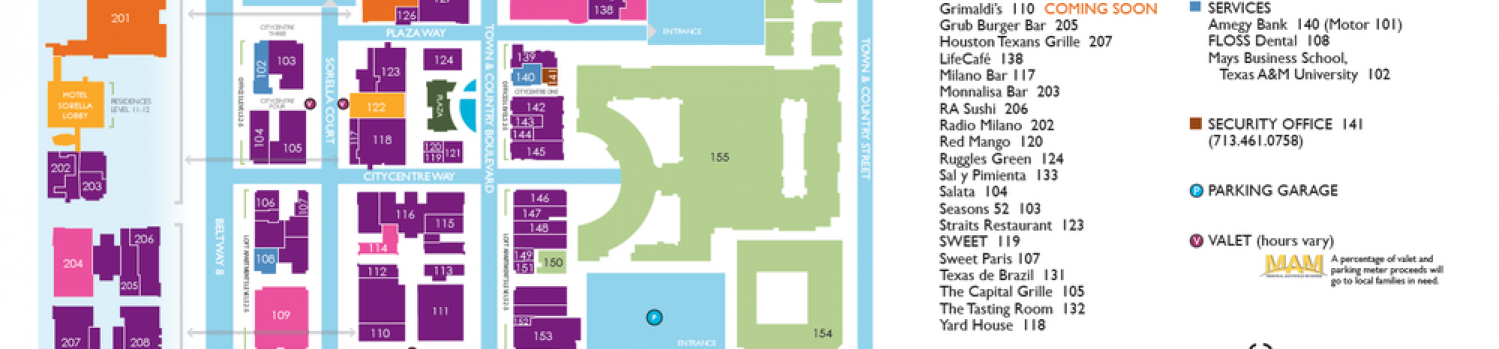 201
126
127
138
PLAZA WAY
ENTRANCE
CITYCENTRE
THREE
102
103
123
124
139
140
141
CITYCENTRE ONE
HOTEL
SORELLA
LOBBY
RESIDENCES
LEVEL 11-12
CITYCENTRE
FOUR
V
V
122
PLAZA
142
143
144
145
104
105
117
118
120
119
121
155
SORELLA COURT
TOWN & COUNTRY BOULEVARD
TOWN & COUNTRY STREET
202
203
CITYCENTRE WAY
106
107
116
115
114
146
147
148
149
151
150
BELTWAY 8
204
206
205
108
112
113
109
111
110
207
208
152
153
P
154
ENTRANCE
Grimaldi's 110 COMING SOON
Grub Burger Bar 205
Houston Texans Grille 207
LifeCafé 138
Milano Bar 117
Monnalisa Bar 203
RA Sushi 206
Radio Milano 202
Red Mango 120
Ruggles Green 124
Sal y Pimienta 133
Salata 104
Seasons 52 103
Straits Restaurant 123
SWEET 119
Sweet Paris 107
Texas de Brazil 131
The Capital Grille 105
The Tasting Room 132
Yard House 118
SERVICES
Amegy Bank 140 (Motor 101)
FLOSS Dental 108
Mays Business School,
Texas A&M University 102
SECURITY OFFICE 141
(713.461.0758)
P PARKING GARAGE
V VALET (hours vary)
MAM
A percentage of valet and
parking meter proceeds will
go to local families in need.